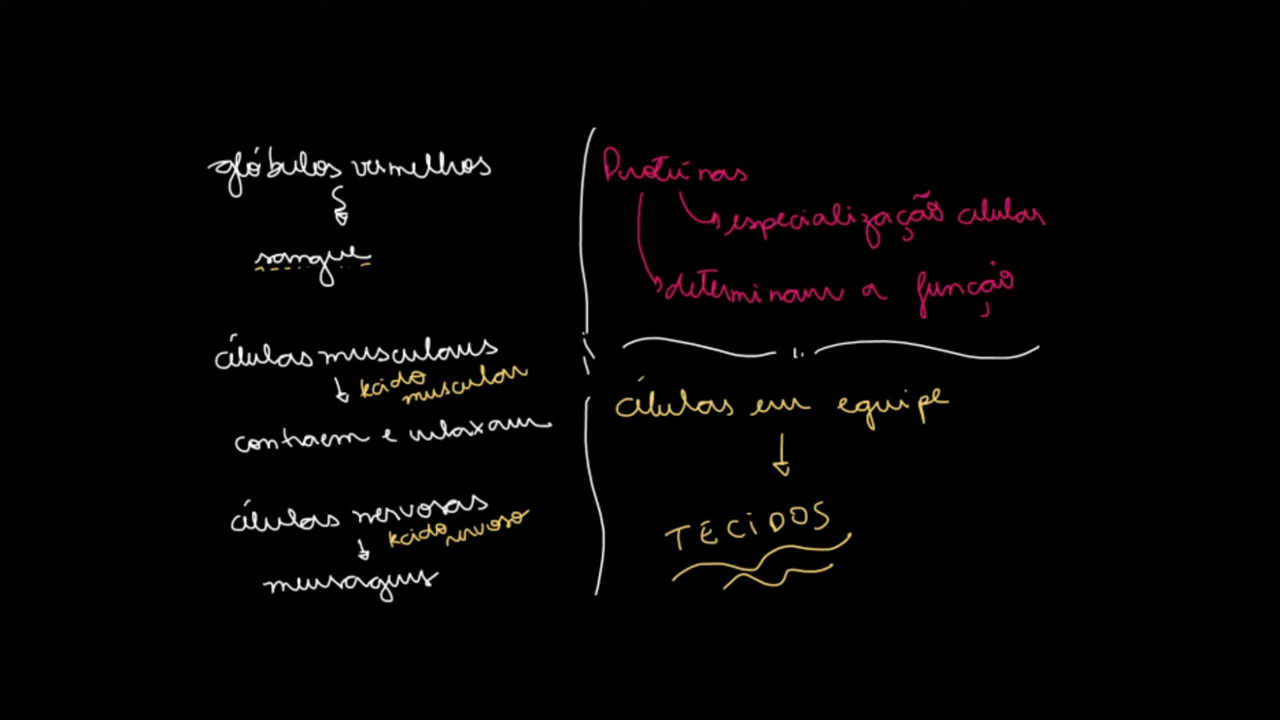 glóbulos vermelhos
sangue
células musculares
tecido
muscular
contraem e relaxam
células nervosas
tecido
nervoso
mensagens
Proteínas
especialização celular
determinam a função
células em equipe
TECIDOS